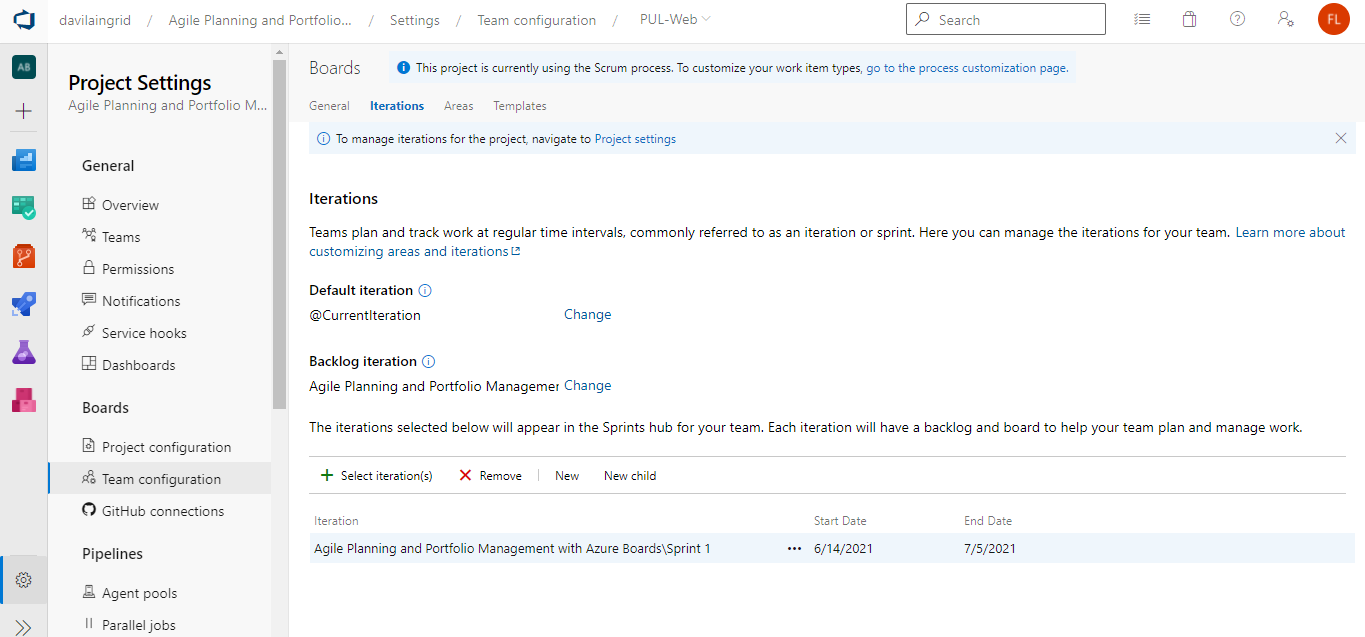 davilaingrid / Agile Planning and Portfolio... / Settings / Team configuration / PUL-Web
Search
FL
AB
Project Settings
Agile Planning and Portfolio M...
General
Overview
Teams
Permissions
Notifications
Service hooks
Dashboards
Boards
Project configuration
Team configuration
GitHub connections
Pipelines
Agent pools
Parallel jobs
Boards
This project is currently using the Scrum process. To customize your work item types, go to the process customization page.
General Iterations Areas Templates
To manage iterations for the project, navigate to Project settings
Iterations
Teams plan and track work at regular time intervals, commonly referred to as an iteration or sprint. Here you can manage the iterations for your team. Learn more about
customizing areas and iterations
Default iteration
@CurrentIteration Change
Backlog iteration
Agile Planning and Portfolio Managemen Change
The iterations selected below will appear in the Sprints hub for your team. Each iteration will have a backlog and board to help your team plan and manage work.
Select iteration(s) Remove New New child
Iteration Start Date End Date
Agile Planning and Portfolio Management with Azure Boards\Sprint 1 ••• 6/14/2021 7/5/2021